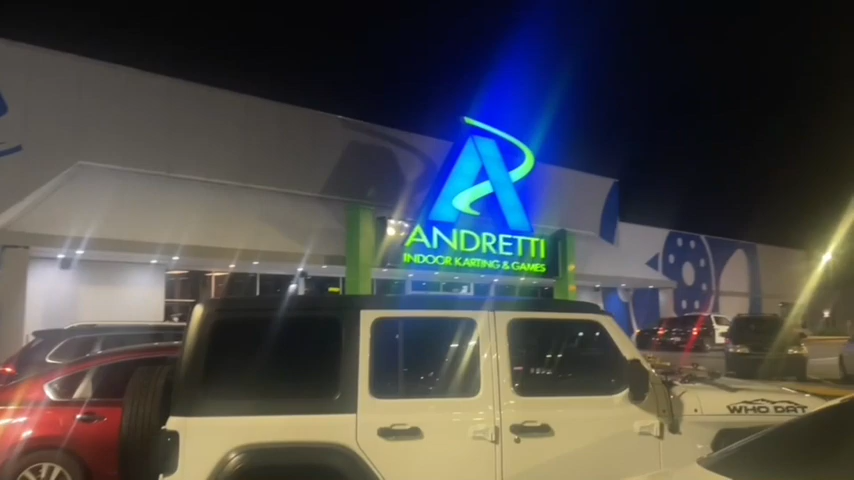 ANDRETTI
INDOOR KARTING & GAMES
WHO DAT